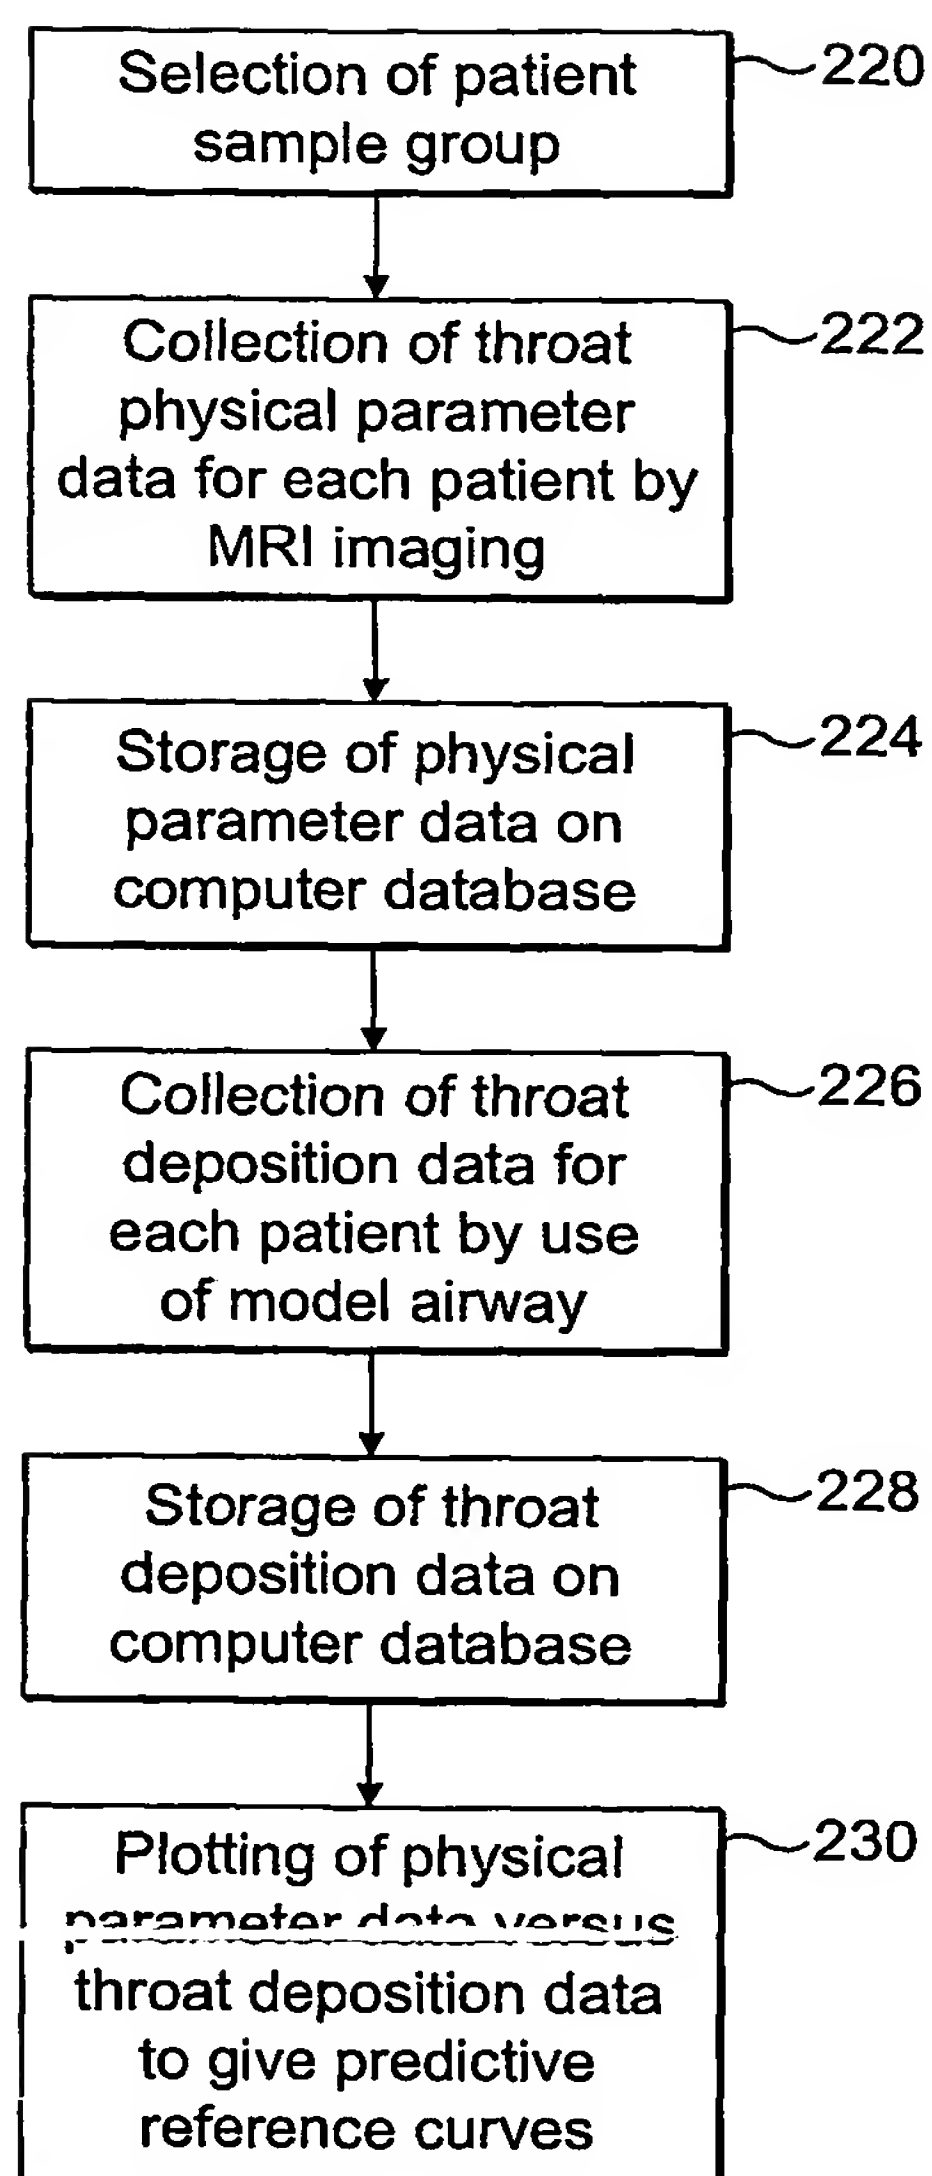 Selection of patient
sample group
220
Collection of throat
physical parameter
data for each patient by
MRI imaging
222
Storage of physical
parameter data on
computer database
224
Collection of throat
deposition data for
each patient by use
of model airway
226
Storage of throat
deposition data on
computer database
228
Plotting of physical
parameter data versus
throat deposition data
to give predictive
reference curves
230